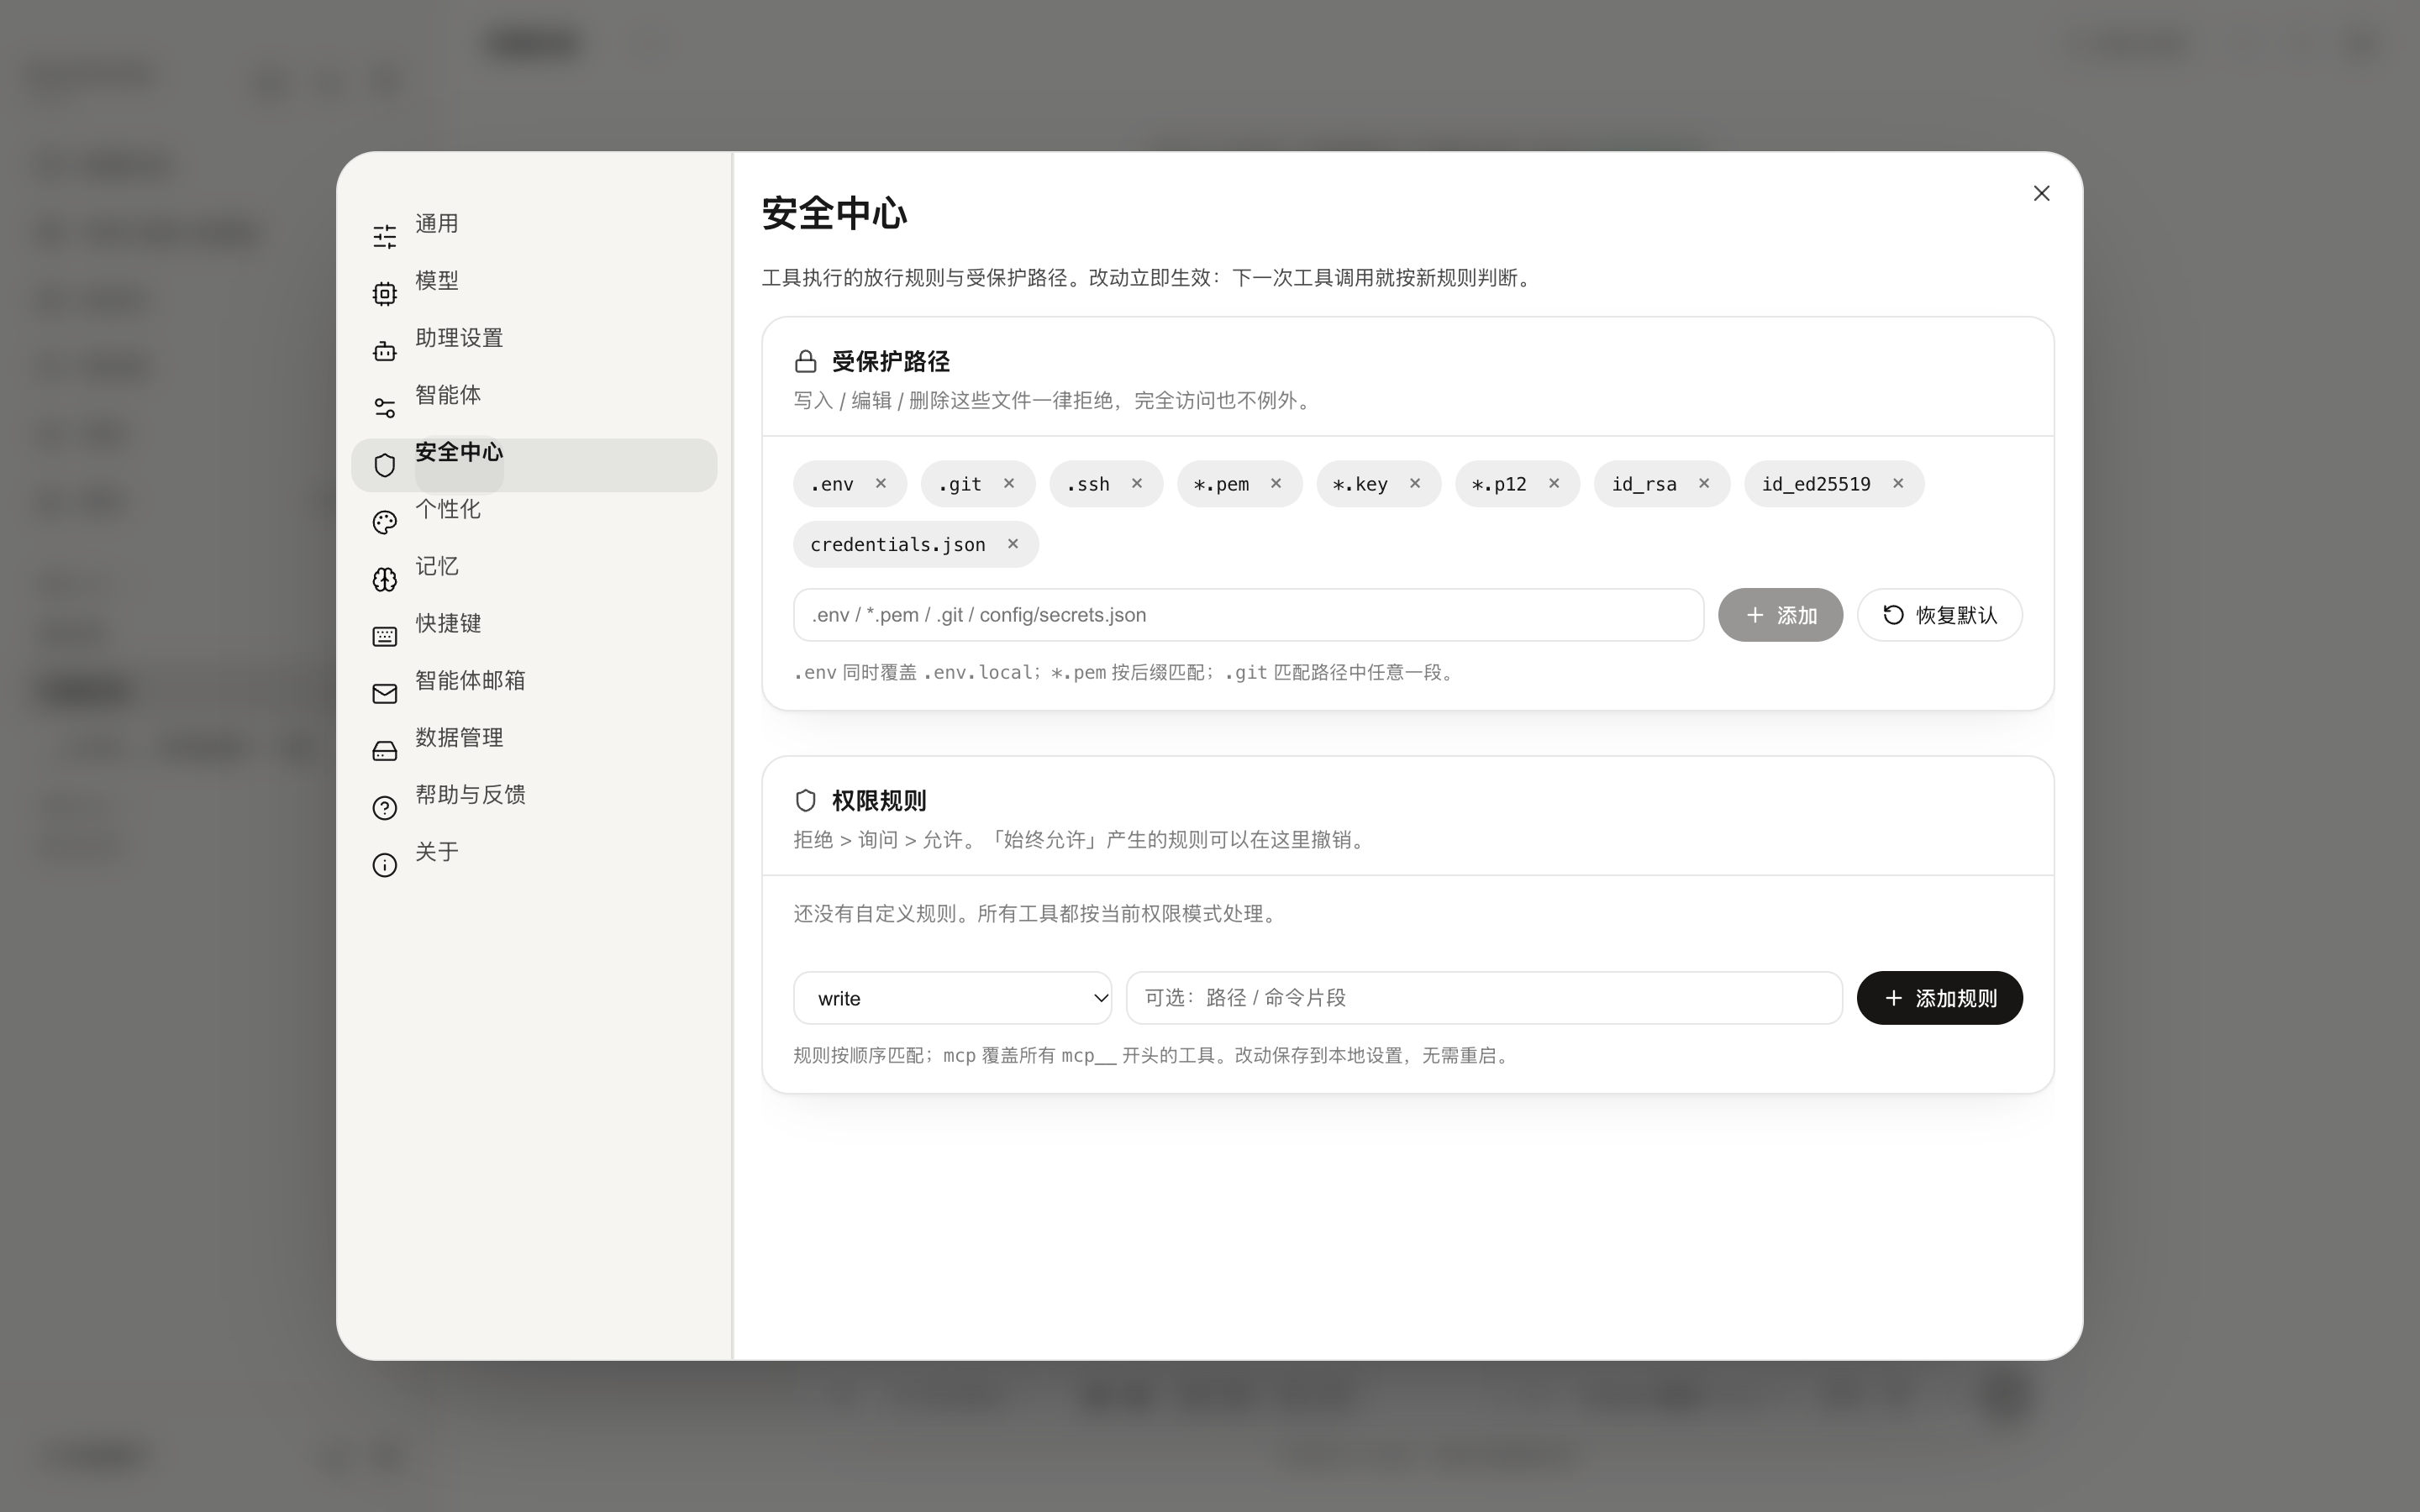 通用
模型
助理设置
智能体
安全中心
个性化
记忆
快捷键
智能体邮箱
数据管理
帮助与反馈
关于
安全中心
工具执行的放行规则与受保护路径。改动立即生效：下一次工具调用就按新规则判断。
受保护路径
写入 / 编辑 / 删除这些文件一律拒绝，完全访问也不例外。
.env .git .ssh *.pem *.key *.p12 id_rsa id_ed25519
credentials.json
.env / *.pem / .git / config/secrets.json 添加 恢复默认
.env 同时覆盖 .env.local；*.pem 按后缀匹配；.git 匹配路径中任意一段。
权限规则
拒绝 > 询问 > 允许。「始终允许」产生的规则可以在这里撤销。
还没有自定义规则。所有工具都按当前权限模式处理。
write 可选：路径 / 命令片段 添加规则
规则按顺序匹配；mcp 覆盖所有 mcp__ 开头的工具。改动保存到本地设置，无需重启。